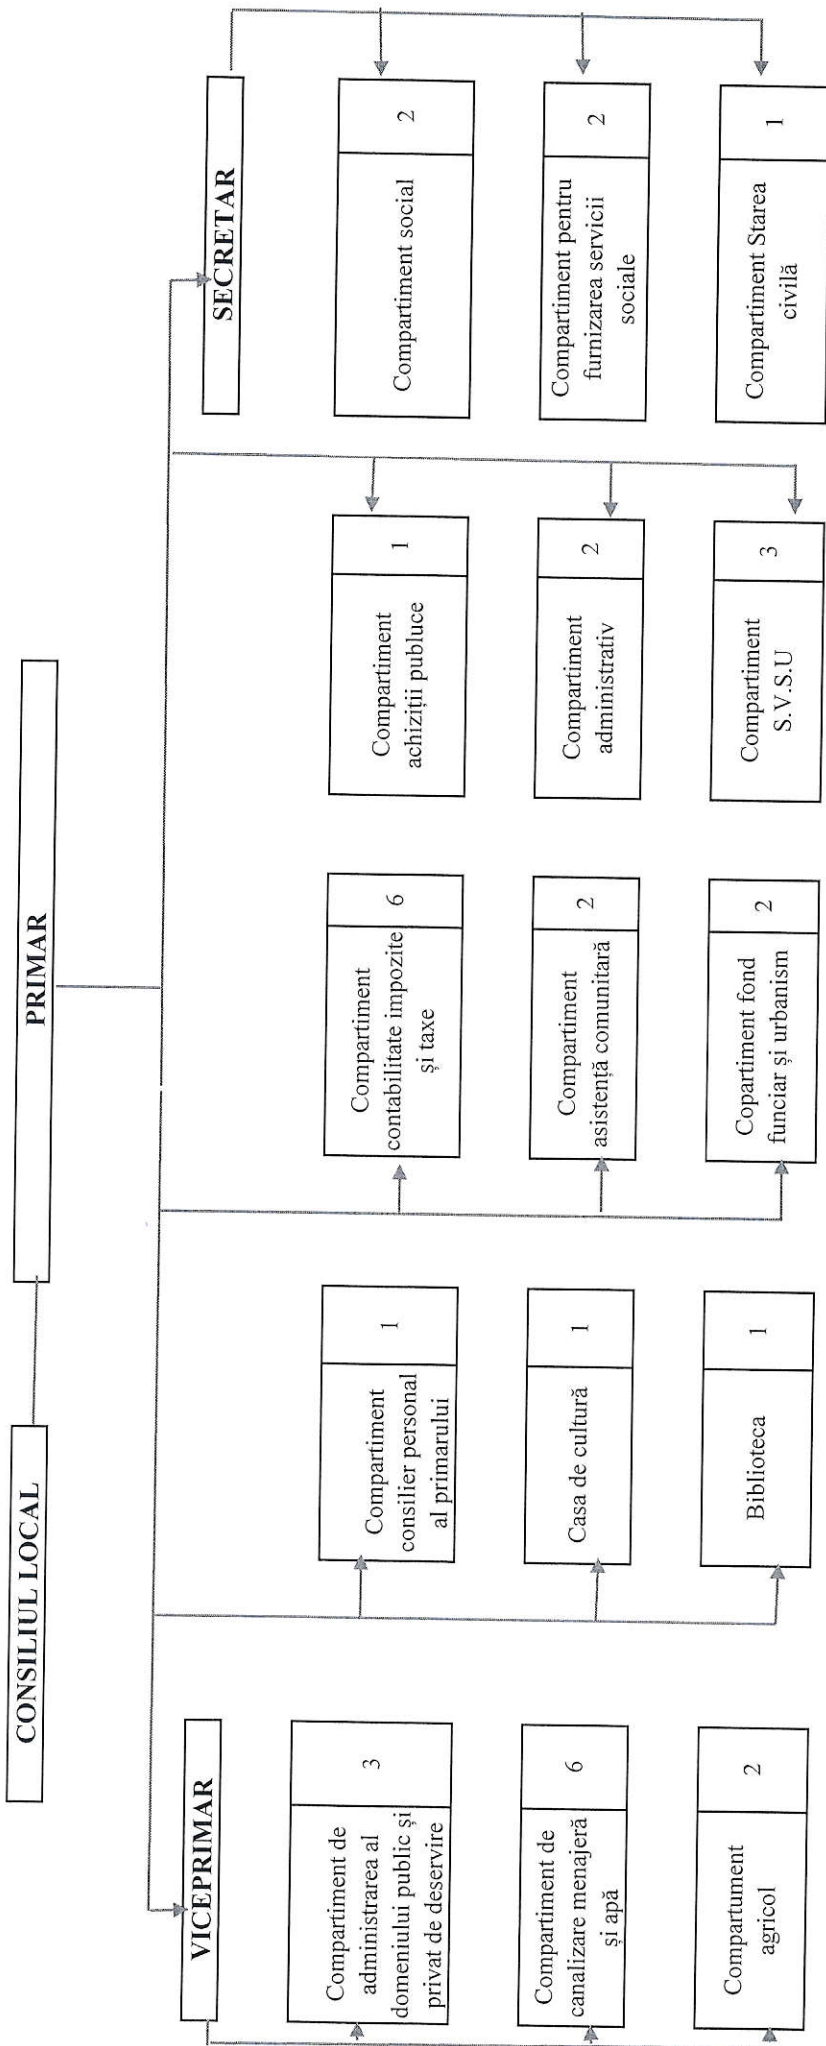 CONSILIUL LOCAL
PRIMAR
VICEPRIMAR
SECRETAR
Compartiment de
administrarea al
domeniului public și
privat de deservire
3
Compartiment de
canalizare menajeră
și apă
6
Compartument
agricol
2
Compartiment
consilier personal
al primarului
1
Casa de cultură
1
Biblioteca
1
Compartiment
contabilitate impozite
și taxe
6
Compartiment
asistență comunitară
2
Copartiment fond
funciar și urbanism
2
Compartiment
achiziții publuce
1
Compartiment
administrativ
2
Compartiment
S.V.S.U
3
Compartiment social
2
Compartiment pentru
furnizarea servicii
sociale
2
Compartiment Starea
civilă
1